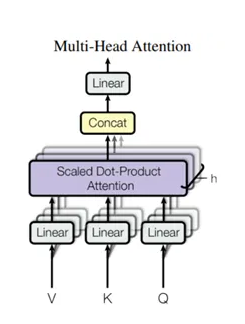 Multi-Head Attention
Linear
Concat
Scaled Dot-Product
Attention
h
Linear Linear Linear
V K Q